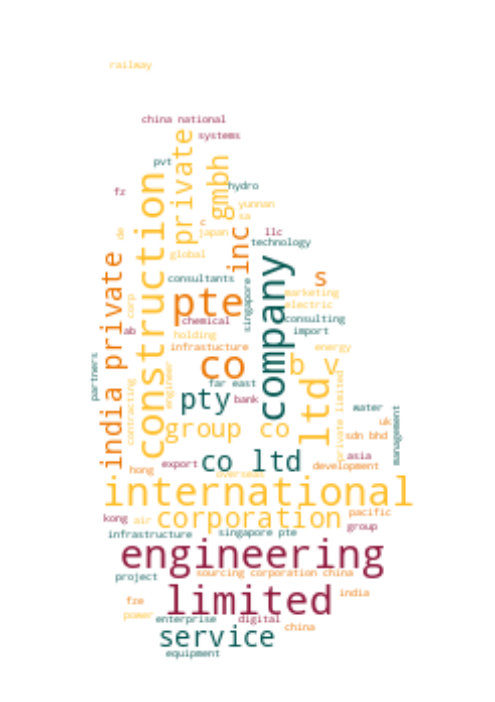 railway
china national
systems
private
pvt
gmbh
hydro
fz
construction
yunnan
sa
c
de
japan
inc
llc
technology
global
india private
company
consultants
s
singapore
marketing
corp
pte
electric
chemical
consulting
ab
import
holding
infrastucture
energy
partners
co
b v
engineer
far east
ltd
private limited
contracting
pty
bank
water
management
uk
group co
sdn bhd
co ltd
asia
hong
export
development
overseas
international
kong
air
corporation
pacific
group
infrastructure
singapore pte
engineering
project
sourcing corporation china
limited
india
fze
power
enterprise
digital
china
service
equipment